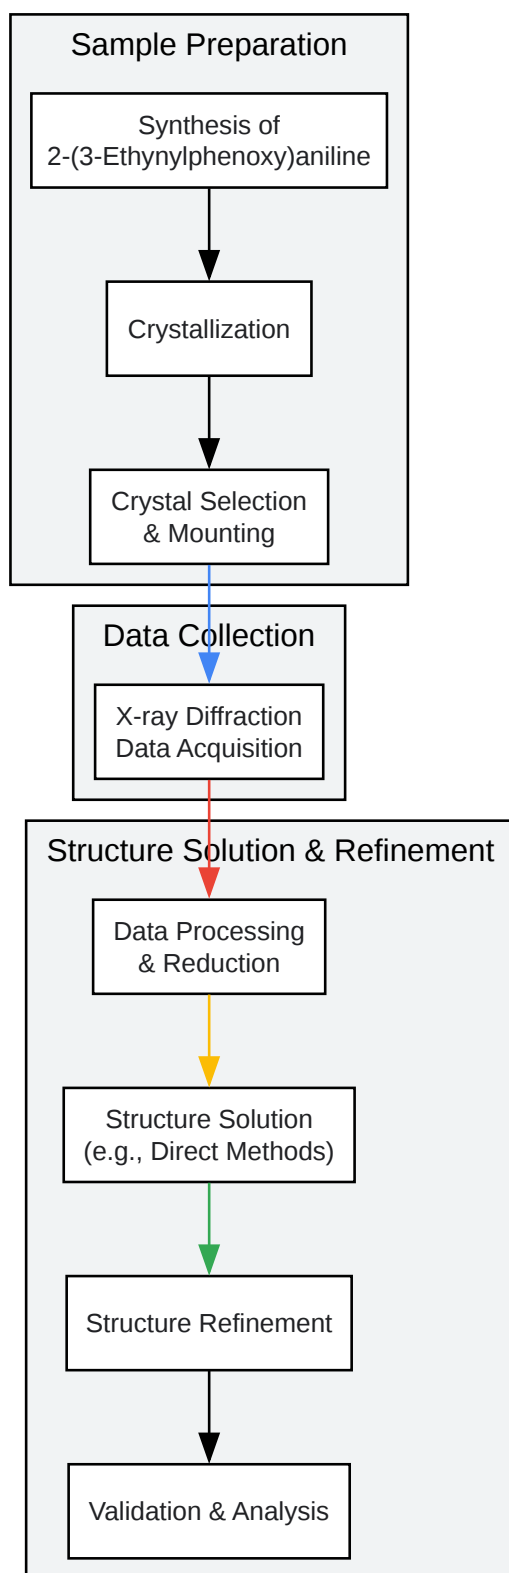 Sample Preparation
Synthesis of
2-(3-Ethynylphenoxy)aniline
Crystallization
Crystal Selection
& Mounting
Data Collection
X-ray Diffraction
Data Acquisition
Structure Solution & Refinement
Data Processing
& Reduction
Structure Solution
(e.g., Direct Methods)
Structure Refinement
Validation & Analysis